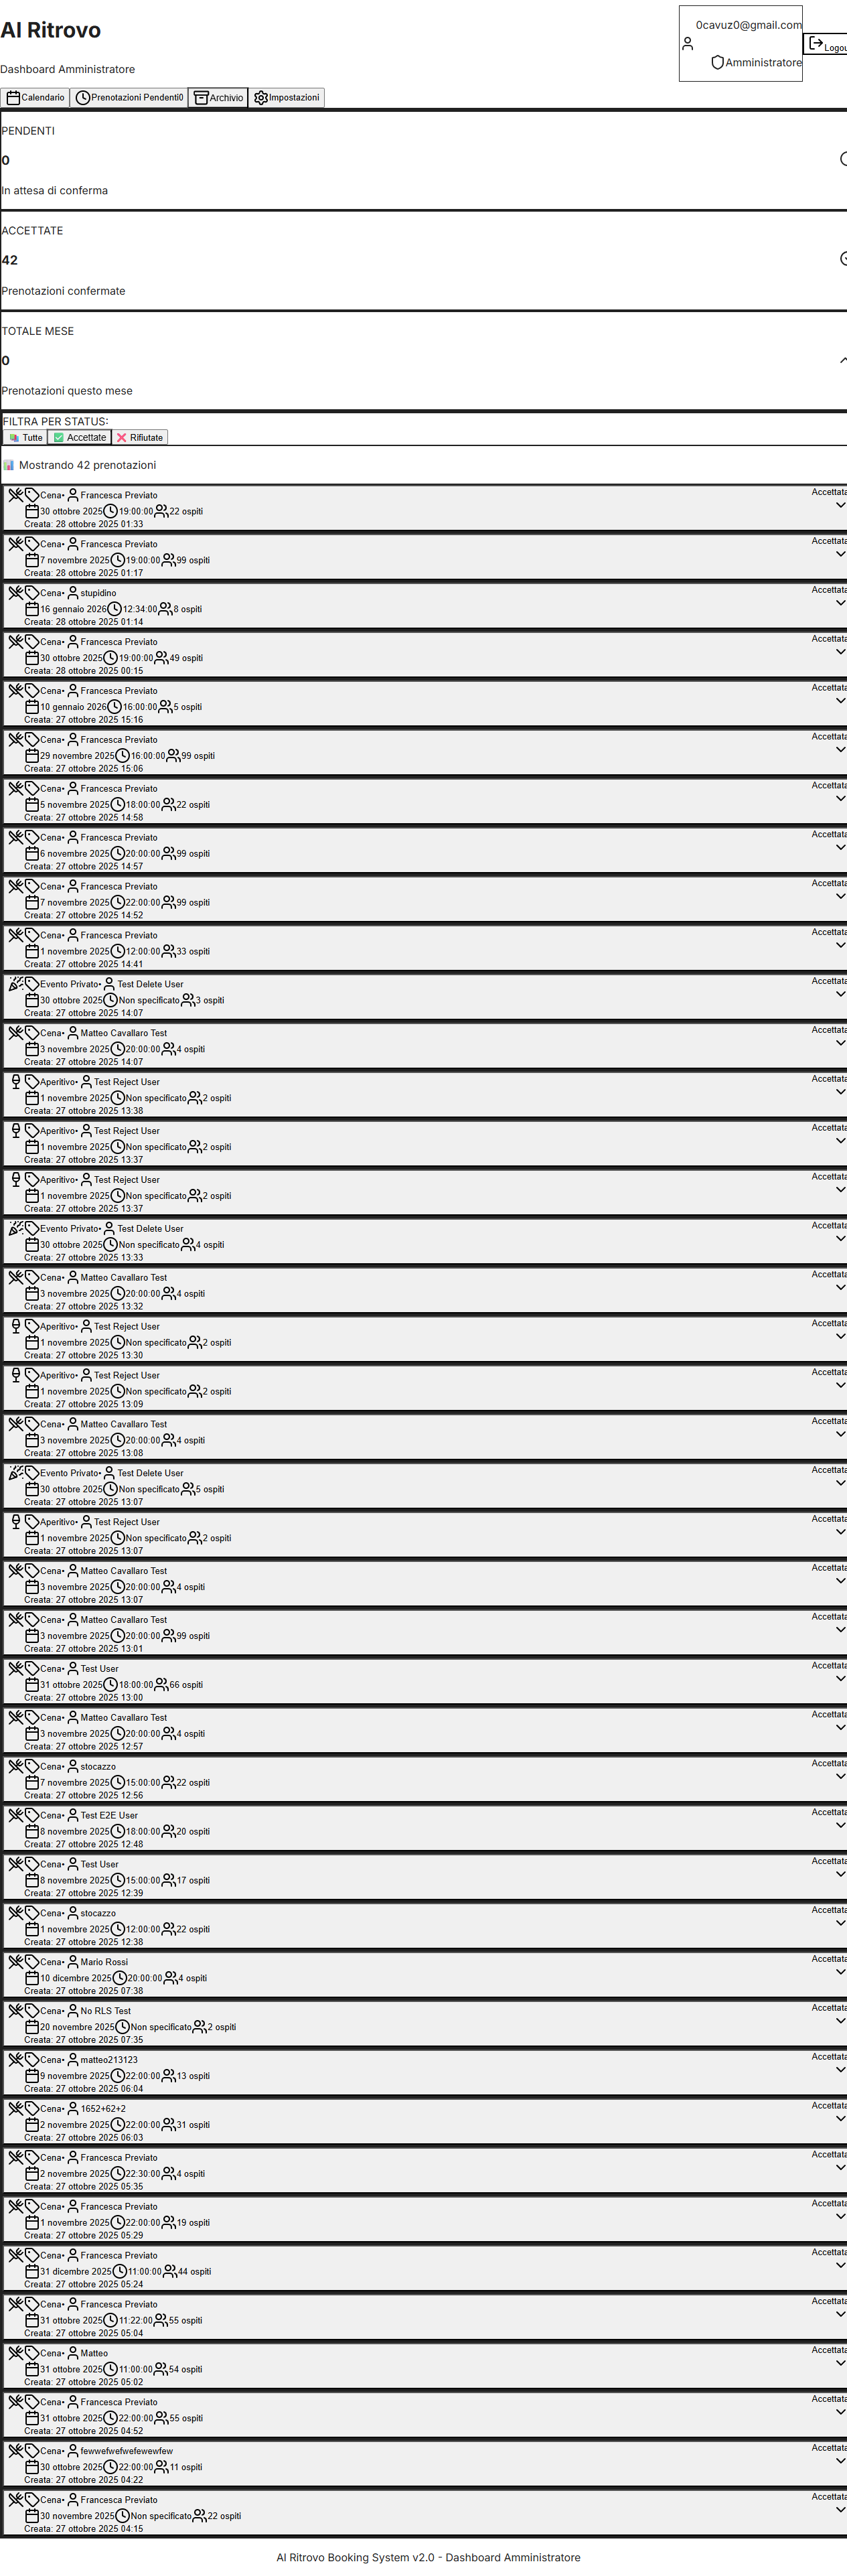 Al Ritrovo
0cavuz0@gmail.com
Dashboard Amministratore
Amministratore
Logou
Calendario Prenotazioni Pendenti0 Archivio Impostazioni
PENDENTI
0
In attesa di conferma
ACCETTATE
42
Prenotazioni confermate
TOTALE MESE
0
Prenotazioni questo mese
FILTRA PER STATUS:
Tutte ✅ Accettate ❌ Rifiutate
📊 Mostrando 42 prenotazioni
Cena• Francesca Previato Accettata
30 ottobre 2025 19:00:00 22 ospiti
Creata: 28 ottobre 2025 01:33
Cena• Francesca Previato Accettata
7 novembre 2025 19:00:00 99 ospiti
Creata: 28 ottobre 2025 01:17
Cena• stupidino Accettata
16 gennaio 2026 12:34:00 8 ospiti
Creata: 28 ottobre 2025 01:14
Cena• Francesca Previato Accettata
30 ottobre 2025 19:00:00 49 ospiti
Creata: 28 ottobre 2025 00:15
Cena• Francesca Previato Accettata
10 gennaio 2026 16:00:00 5 ospiti
Creata: 27 ottobre 2025 15:16
Cena• Francesca Previato Accettata
29 novembre 2025 16:00:00 99 ospiti
Creata: 27 ottobre 2025 15:06
Cena• Francesca Previato Accettata
5 novembre 2025 18:00:00 22 ospiti
Creata: 27 ottobre 2025 14:58
Cena• Francesca Previato Accettata
6 novembre 2025 20:00:00 99 ospiti
Creata: 27 ottobre 2025 14:57
Cena• Francesca Previato Accettata
7 novembre 2025 22:00:00 99 ospiti
Creata: 27 ottobre 2025 14:52
Cena• Francesca Previato Accettata
1 novembre 2025 12:00:00 33 ospiti
Creata: 27 ottobre 2025 14:41
Evento Privato• Test Delete User Accettata
30 ottobre 2025 Non specificato 3 ospiti
Creata: 27 ottobre 2025 14:07
Cena• Matteo Cavallaro Test Accettata
3 novembre 2025 20:00:00 4 ospiti
Creata: 27 ottobre 2025 14:07
Aperitivo• Test Reject User Accettata
1 novembre 2025 Non specificato 2 ospiti
Creata: 27 ottobre 2025 13:38
Aperitivo• Test Reject User Accettata
1 novembre 2025 Non specificato 2 ospiti
Creata: 27 ottobre 2025 13:37
Aperitivo• Test Reject User Accettata
1 novembre 2025 Non specificato 2 ospiti
Creata: 27 ottobre 2025 13:37
Evento Privato• Test Delete User Accettata
30 ottobre 2025 Non specificato 4 ospiti
Creata: 27 ottobre 2025 13:33
Cena• Matteo Cavallaro Test Accettata
3 novembre 2025 20:00:00 4 ospiti
Creata: 27 ottobre 2025 13:32
Aperitivo• Test Reject User Accettata
1 novembre 2025 Non specificato 2 ospiti
Creata: 27 ottobre 2025 13:30
Aperitivo• Test Reject User Accettata
1 novembre 2025 Non specificato 2 ospiti
Creata: 27 ottobre 2025 13:09
Cena• Matteo Cavallaro Test Accettata
3 novembre 2025 20:00:00 4 ospiti
Creata: 27 ottobre 2025 13:08
Evento Privato• Test Delete User Accettata
30 ottobre 2025 Non specificato 5 ospiti
Creata: 27 ottobre 2025 13:07
Aperitivo• Test Reject User Accettata
1 novembre 2025 Non specificato 2 ospiti
Creata: 27 ottobre 2025 13:07
Cena• Matteo Cavallaro Test Accettata
3 novembre 2025 20:00:00 4 ospiti
Creata: 27 ottobre 2025 13:07
Cena• Matteo Cavallaro Test Accettata
3 novembre 2025 20:00:00 99 ospiti
Creata: 27 ottobre 2025 13:01
Cena• Test User Accettata
31 ottobre 2025 18:00:00 66 ospiti
Creata: 27 ottobre 2025 13:00
Cena• Matteo Cavallaro Test Accettata
3 novembre 2025 20:00:00 4 ospiti
Creata: 27 ottobre 2025 12:57
Cena• stocazzo Accettata
7 novembre 2025 15:00:00 22 ospiti
Creata: 27 ottobre 2025 12:56
Cena• Test E2E User Accettata
8 novembre 2025 18:00:00 20 ospiti
Creata: 27 ottobre 2025 12:48
Cena• Test User Accettata
8 novembre 2025 15:00:00 17 ospiti
Creata: 27 ottobre 2025 12:39
Cena• stocazzo Accettata
1 novembre 2025 12:00:00 22 ospiti
Creata: 27 ottobre 2025 12:38
Cena• Mario Rossi Accettata
10 dicembre 2025 20:00:00 4 ospiti
Creata: 27 ottobre 2025 07:38
Cena• No RLS Test Accettata
20 novembre 2025 Non specificato 2 ospiti
Creata: 27 ottobre 2025 07:35
Cena• matteo213123 Accettata
9 novembre 2025 22:00:00 13 ospiti
Creata: 27 ottobre 2025 06:04
Cena• 1652+62+2 Accettata
2 novembre 2025 22:00:00 31 ospiti
Creata: 27 ottobre 2025 06:03
Cena• Francesca Previato Accettata
2 novembre 2025 22:30:00 4 ospiti
Creata: 27 ottobre 2025 05:35
Cena• Francesca Previato Accettata
1 novembre 2025 22:00:00 19 ospiti
Creata: 27 ottobre 2025 05:29
Cena• Francesca Previato Accettata
31 dicembre 2025 11:00:00 44 ospiti
Creata: 27 ottobre 2025 05:24
Cena• Francesca Previato Accettata
31 ottobre 2025 11:22:00 55 ospiti
Creata: 27 ottobre 2025 05:04
Cena• Matteo Accettata
31 ottobre 2025 11:00:00 54 ospiti
Creata: 27 ottobre 2025 05:02
Cena• Francesca Previato Accettata
31 ottobre 2025 22:00:00 55 ospiti
Creata: 27 ottobre 2025 04:52
Cena• fewwefwefwefewewfew Accettata
30 ottobre 2025 22:00:00 11 ospiti
Creata: 27 ottobre 2025 04:22
Cena• Francesca Previato Accettata
30 novembre 2025 Non specificato 22 ospiti
Creata: 27 ottobre 2025 04:15
Al Ritrovo Booking System v2.0 - Dashboard Amministratore